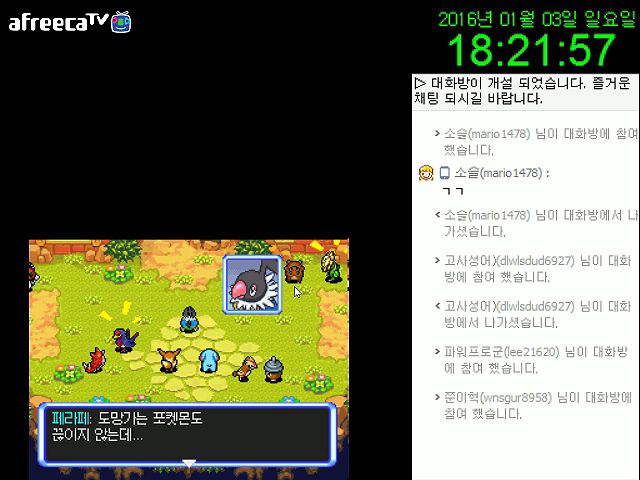 afreecaTV
2016년 01월 03일 일요일
18:21:57
▷ 대화방이 개설 되었습니다. 즐거운
채팅 되시길 바랍니다.
> 소슬(mario1478) 님이 대화방에 참여
했습니다.
소슬(mario1478) :
ㄱㄱ
< 소슬(mario1478) 님이 대화방에서 나
가셨습니다.
> 고사성어)(dlwlsdud6927) 님이 대화
방에 참여 했습니다.
< 고사성어)(dlwlsdud6927) 님이 대화
방에서 나가셨습니다.
> 파워프로군(lee21620) 님이 대화방
에 참여 했습니다.
> 쭌이혁(wnsgur8958) 님이 대화방에
참여 했습니다.
페라페: 도망가는 포켓몬도
끊이지 않는데...